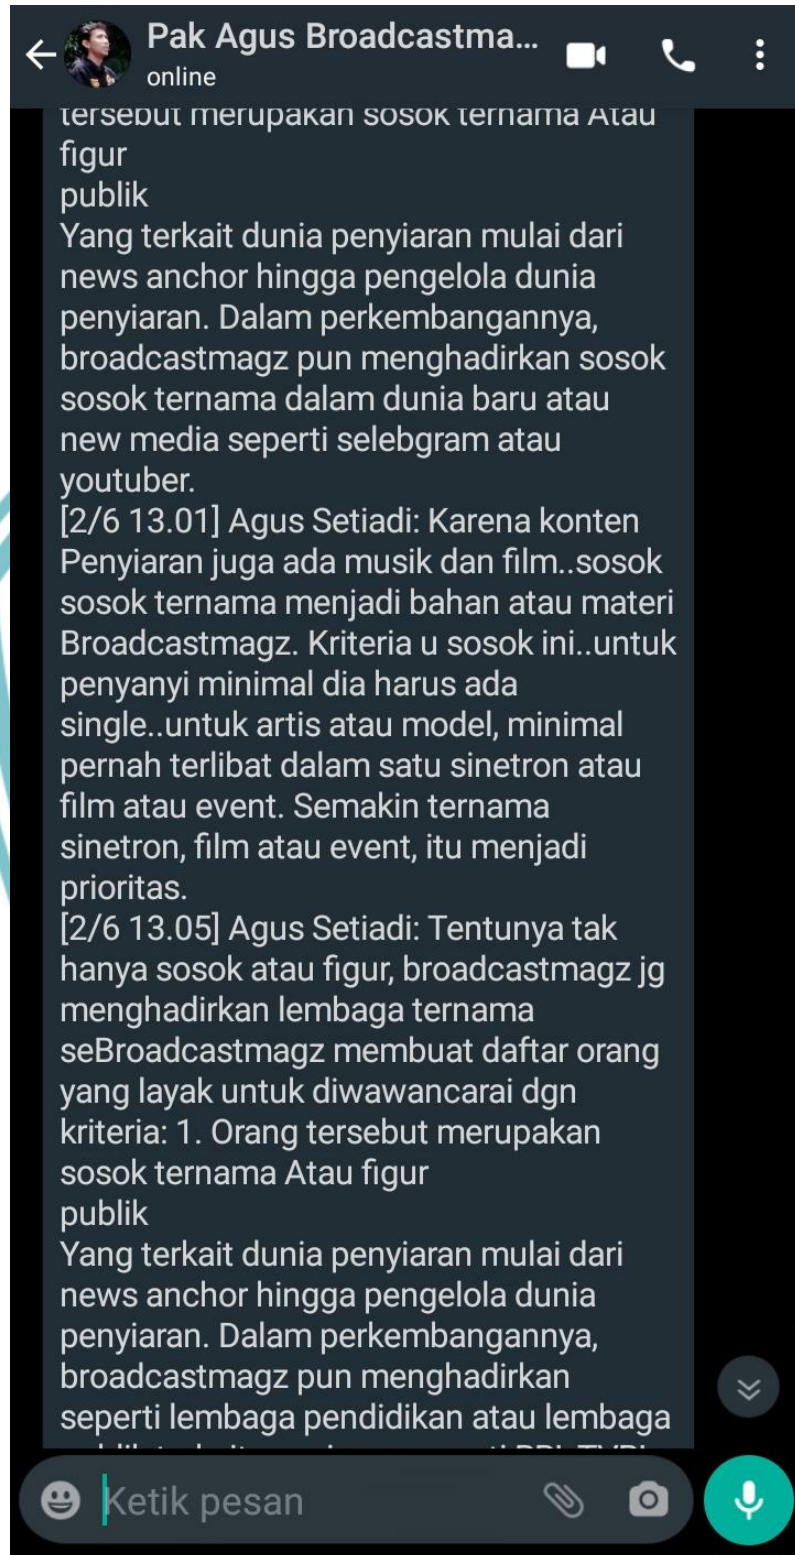 Pak Agus Broadcastma...
online
tersebut merupakan sosok ternama Atau
figur
publik
Yang terkait dunia penyiaran mulai dari
news anchor hingga pengelola dunia
penyiaran. Dalam perkembangannya,
broadcastmagz pun menghadirkan sosok
sosok ternama dalam dunia baru atau
new media seperti selebgram atau
youtuber.
[2/6 13.01] Agus Setiadi: Karena konten
Penyiaran juga ada musik dan film..sosok
sosok ternama menjadi bahan atau materi
Broadcastmagz. Kriteria u sosok ini..untuk
penyanyi minimal dia harus ada
single..untuk artis atau model, minimal
pernah terlibat dalam satu sinetron atau
film atau event. Semakin ternama
sinetron, film atau event, itu menjadi
prioritas.
[2/6 13.05] Agus Setiadi: Tentunya tak
hanya sosok atau figur, broadcastmagz jg
menghadirkan lembaga ternama
seBroadcastmagz membuat daftar orang
yang layak untuk diwawancarai dgn
kriteria: 1. Orang tersebut merupakan
sosok ternama Atau figur
publik
Yang terkait dunia penyiaran mulai dari
news anchor hingga pengelola dunia
penyiaran. Dalam perkembangannya,
broadcastmagz pun menghadirkan
seperti lembaga pendidikan atau lembaga
Ketik pesan